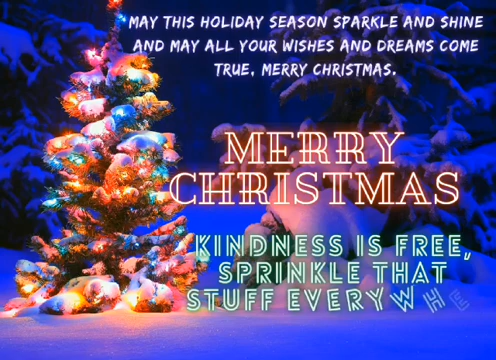 MAY THIS HOLIDAY SEASON SPARKLE AND SHINE
AND MAY ALL YOUR WISHES AND DREAMS COME
TRUE, MERRY CHRISTMAS.
MERRY
CHRISTMAS
KINDNESS IS FREE,
SPRINKLE THAT
STUFF EVERYWHE